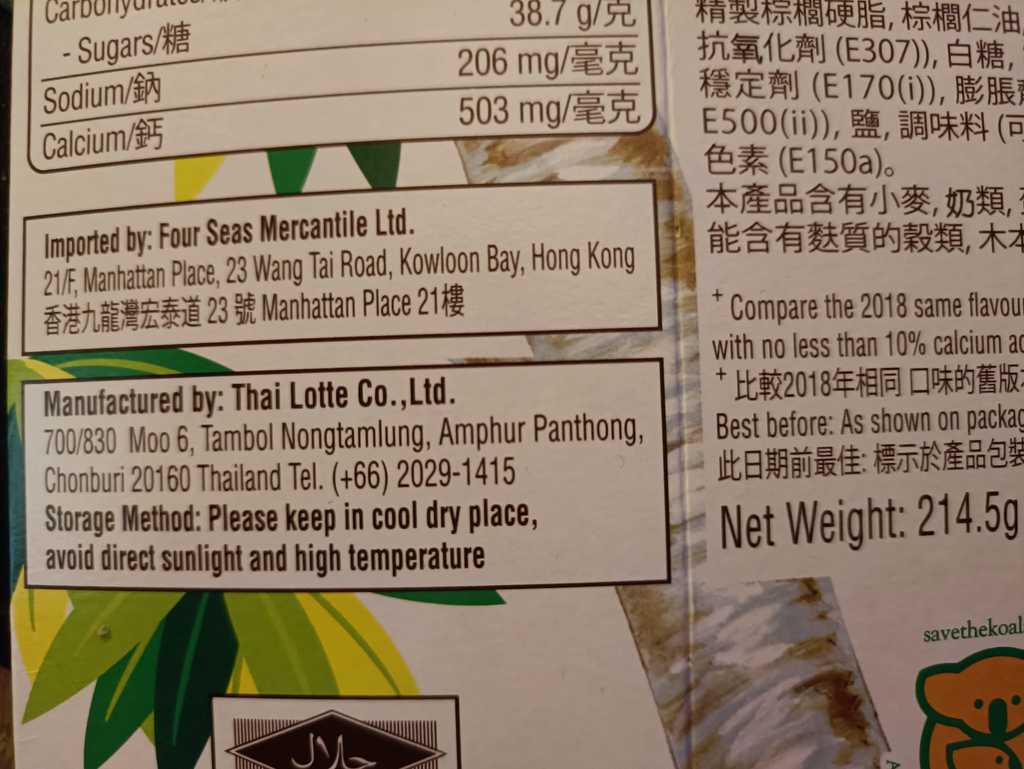 Carbohydrates/
- Sugars/糖 38.7 g/克
Sodium/鈉 206 mg/毫克
Calcium/鈣 503 mg/毫克
Imported by: Four Seas Mercantile Ltd.
21/F, Manhattan Place, 23 Wang Tai Road, Kowloon Bay, Hong Kong
香港九龍灣宏泰道 23 號 Manhattan Place 21樓
Manufactured by: Thai Lotte Co.,Ltd.
700/830 Moo 6, Tambol Nongtamlung, Amphur Panthong,
Chonburi 20160 Thailand Tel. (+66) 2029-1415
Storage Method: Please keep in cool dry place,
avoid direct sunlight and high temperature
حلال
精製棕櫚硬脂, 棕櫚仁油,
抗氧化劑 (E307)), 白糖,
穩定劑 (E170(i)), 膨脹
E500(ii)), 鹽, 調味料 (可
色素 (E150a)。
本產品含有小麥, 奶類,
能含有麩質的穀類, 木本
+ Compare the 2018 same flavour
with no less than 10% calcium
+ 比較2018年相同 口味的舊版
Best before: As shown on
此日期前最佳: 標示於產品包裝
Net Weight: 214.5g
savethekoal